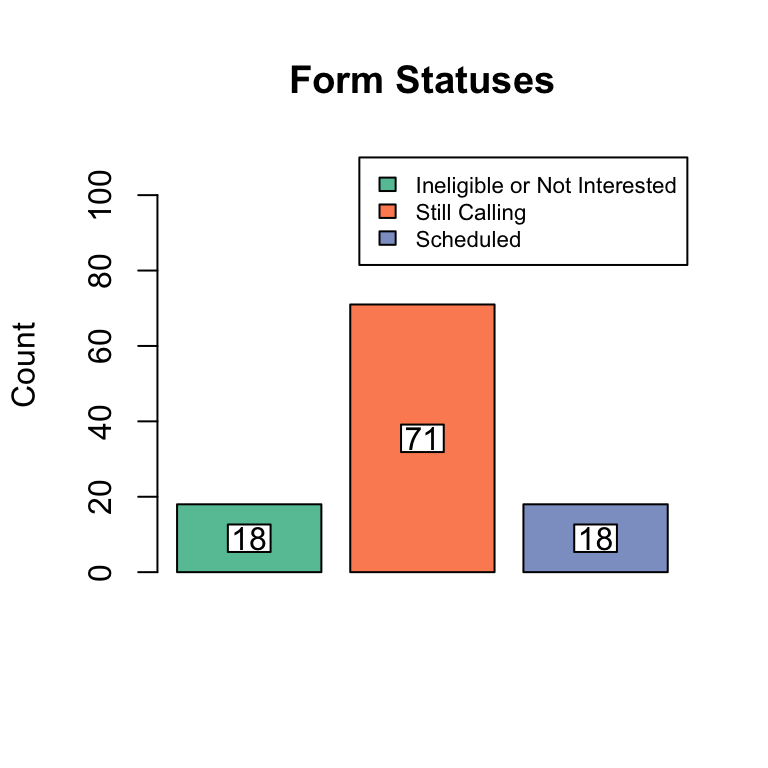 Form Statuses
Ineligible or Not Interested
Still Calling
Scheduled
Count
100
80
60
40
20
0
18
71
18